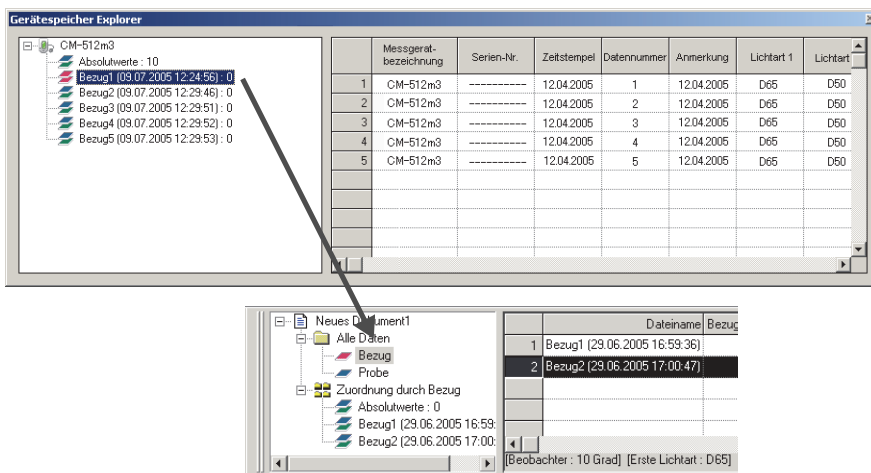 Gerätespeicher Explorer
CM-512m3
Absolutwerte : 10
Bezug1 (09.07.2005 12:24:56) : 0
Bezug2 (09.07.2005 12:29:46) : 0
Bezug3 (09.07.2005 12:29:51) : 0
Bezug4 (09.07.2005 12:29:52) : 0
Bezug5 (09.07.2005 12:29:53) : 0
Messgerat-bezeichnung Serien-Nr. Zeitstempel Datennummer Anmerkung Lichtart 1 Lichtart
1 CM-512m3 ---------- 12.04.2005 1 12.04.2005 D65 D50
2 CM-512m3 ---------- 12.04.2005 2 12.04.2005 D65 D50
3 CM-512m3 ---------- 12.04.2005 3 12.04.2005 D65 D50
4 CM-512m3 ---------- 12.04.2005 4 12.04.2005 D65 D50
5 CM-512m3 ---------- 12.04.2005 5 12.04.2005 D65 D50
Neues Dokument1
Alle Daten
Bezug
Probe
Zuordnung durch Bezug
Absolutwerte : 0
Bezug1 (29.06.2005 16:59:
Bezug2 (29.06.2005 17:00:
Dateiname Bezug
1 Bezug1 (29.06.2005 16:59:36)
2 Bezug2 (29.06.2005 17:00:47)
[Beobachter : 10 Grad] [Erste Lichtart : D65]